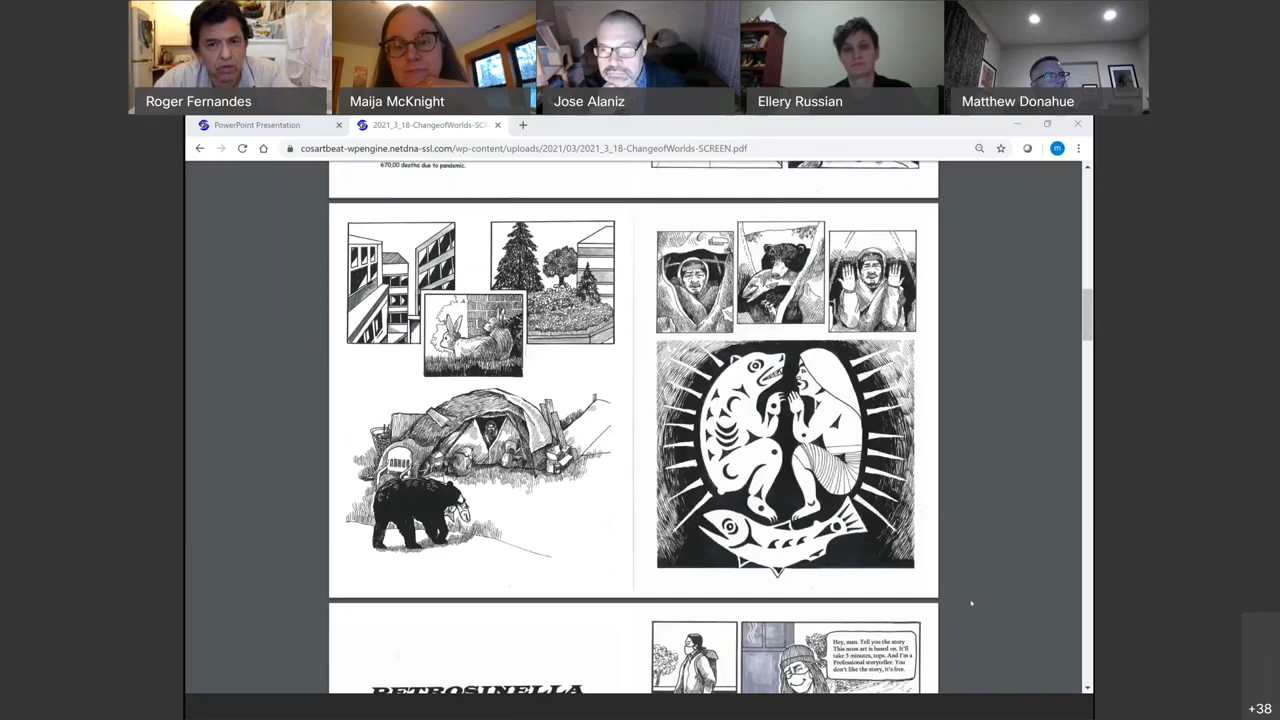 Roger Fernandes
Maija McKnight
Jose Alaniz
Ellery Russian
Matthew Donahue
PowerPoint Presentation
2021_3_18-ChangeofWorlds-SCR
cosartbeat-wpengine.netdna-ssl.com/wp-content/uploads/2021/03/2021_3_18-ChangeofWorlds-SCREEN.pdf
670,00 deaths due to pandemic.
PETROSINELLA
Hey, man. Tell you the story
This neon art is based on. It'll
take 5 minutes, tops. And I'm a
Professional storyteller. You
don't like the story, it's free.
+38